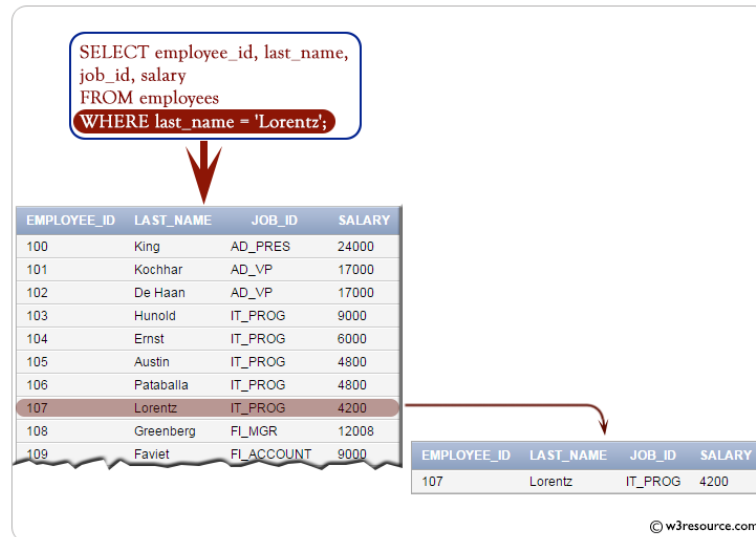 SELECT employee_id, last_name,
job_id, salary
FROM employees
WHERE last_name = 'Lorentz';
EMPLOYEE_ID LAST_NAME JOB_ID SALARY
100 King AD_PRES 24000
101 Kochhar AD_VP 17000
102 De Haan AD_VP 17000
103 Hunold IT_PROG 9000
104 Ernst IT_PROG 6000
105 Austin IT_PROG 4800
106 Pataballa IT_PROG 4800
107 Lorentz IT_PROG 4200
108 Greenberg FI_MGR 12008
109 Faviet FI_ACCOUNT 9000
EMPLOYEE_ID LAST_NAME JOB_ID SALARY
107 Lorentz IT_PROG 4200
© w3resource.com